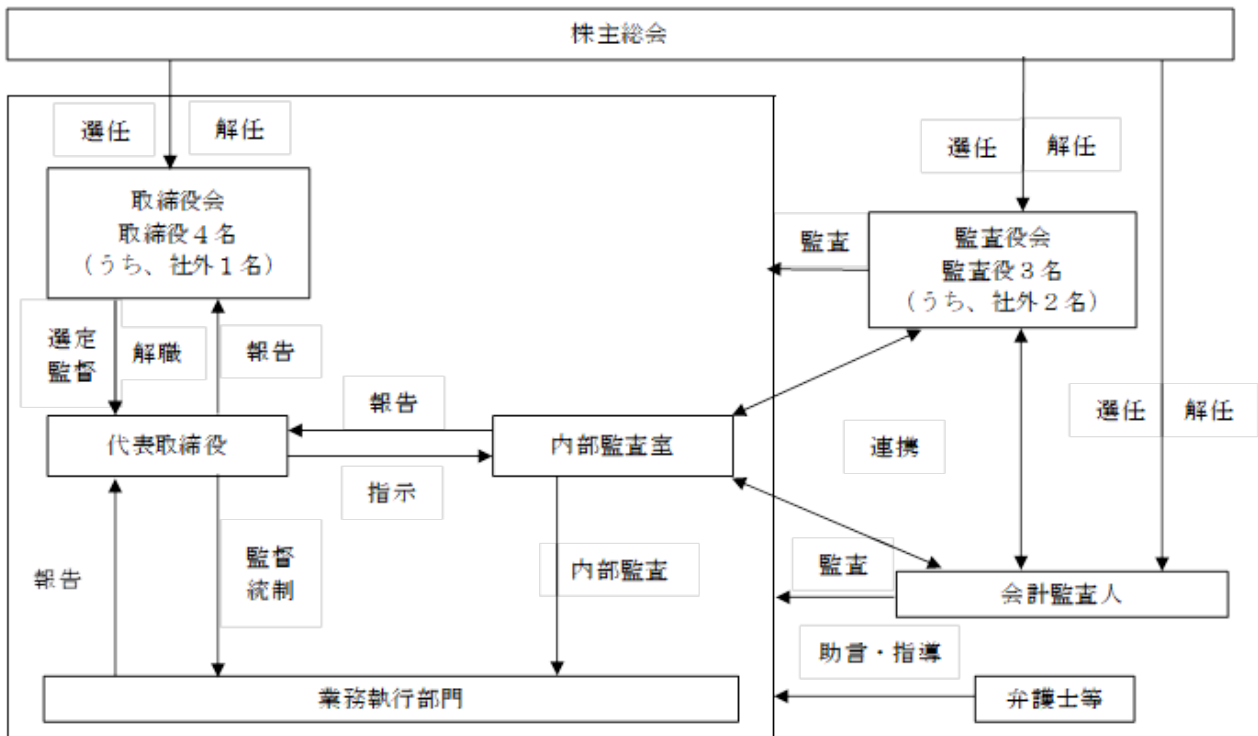 株主総会
選任
解任
取締役会
取締役4名
(うち、社外1名)
選任
解任
監査役会
監査役3名
(うち、社外2名)
監査
選定
監督
解職
報告
代表取締役
報告
指示
内部監査室
連携
選任
解任
報告
監督
統制
内部監査
監査
会計監査人
助言・指導
業務執行部門
弁護士等